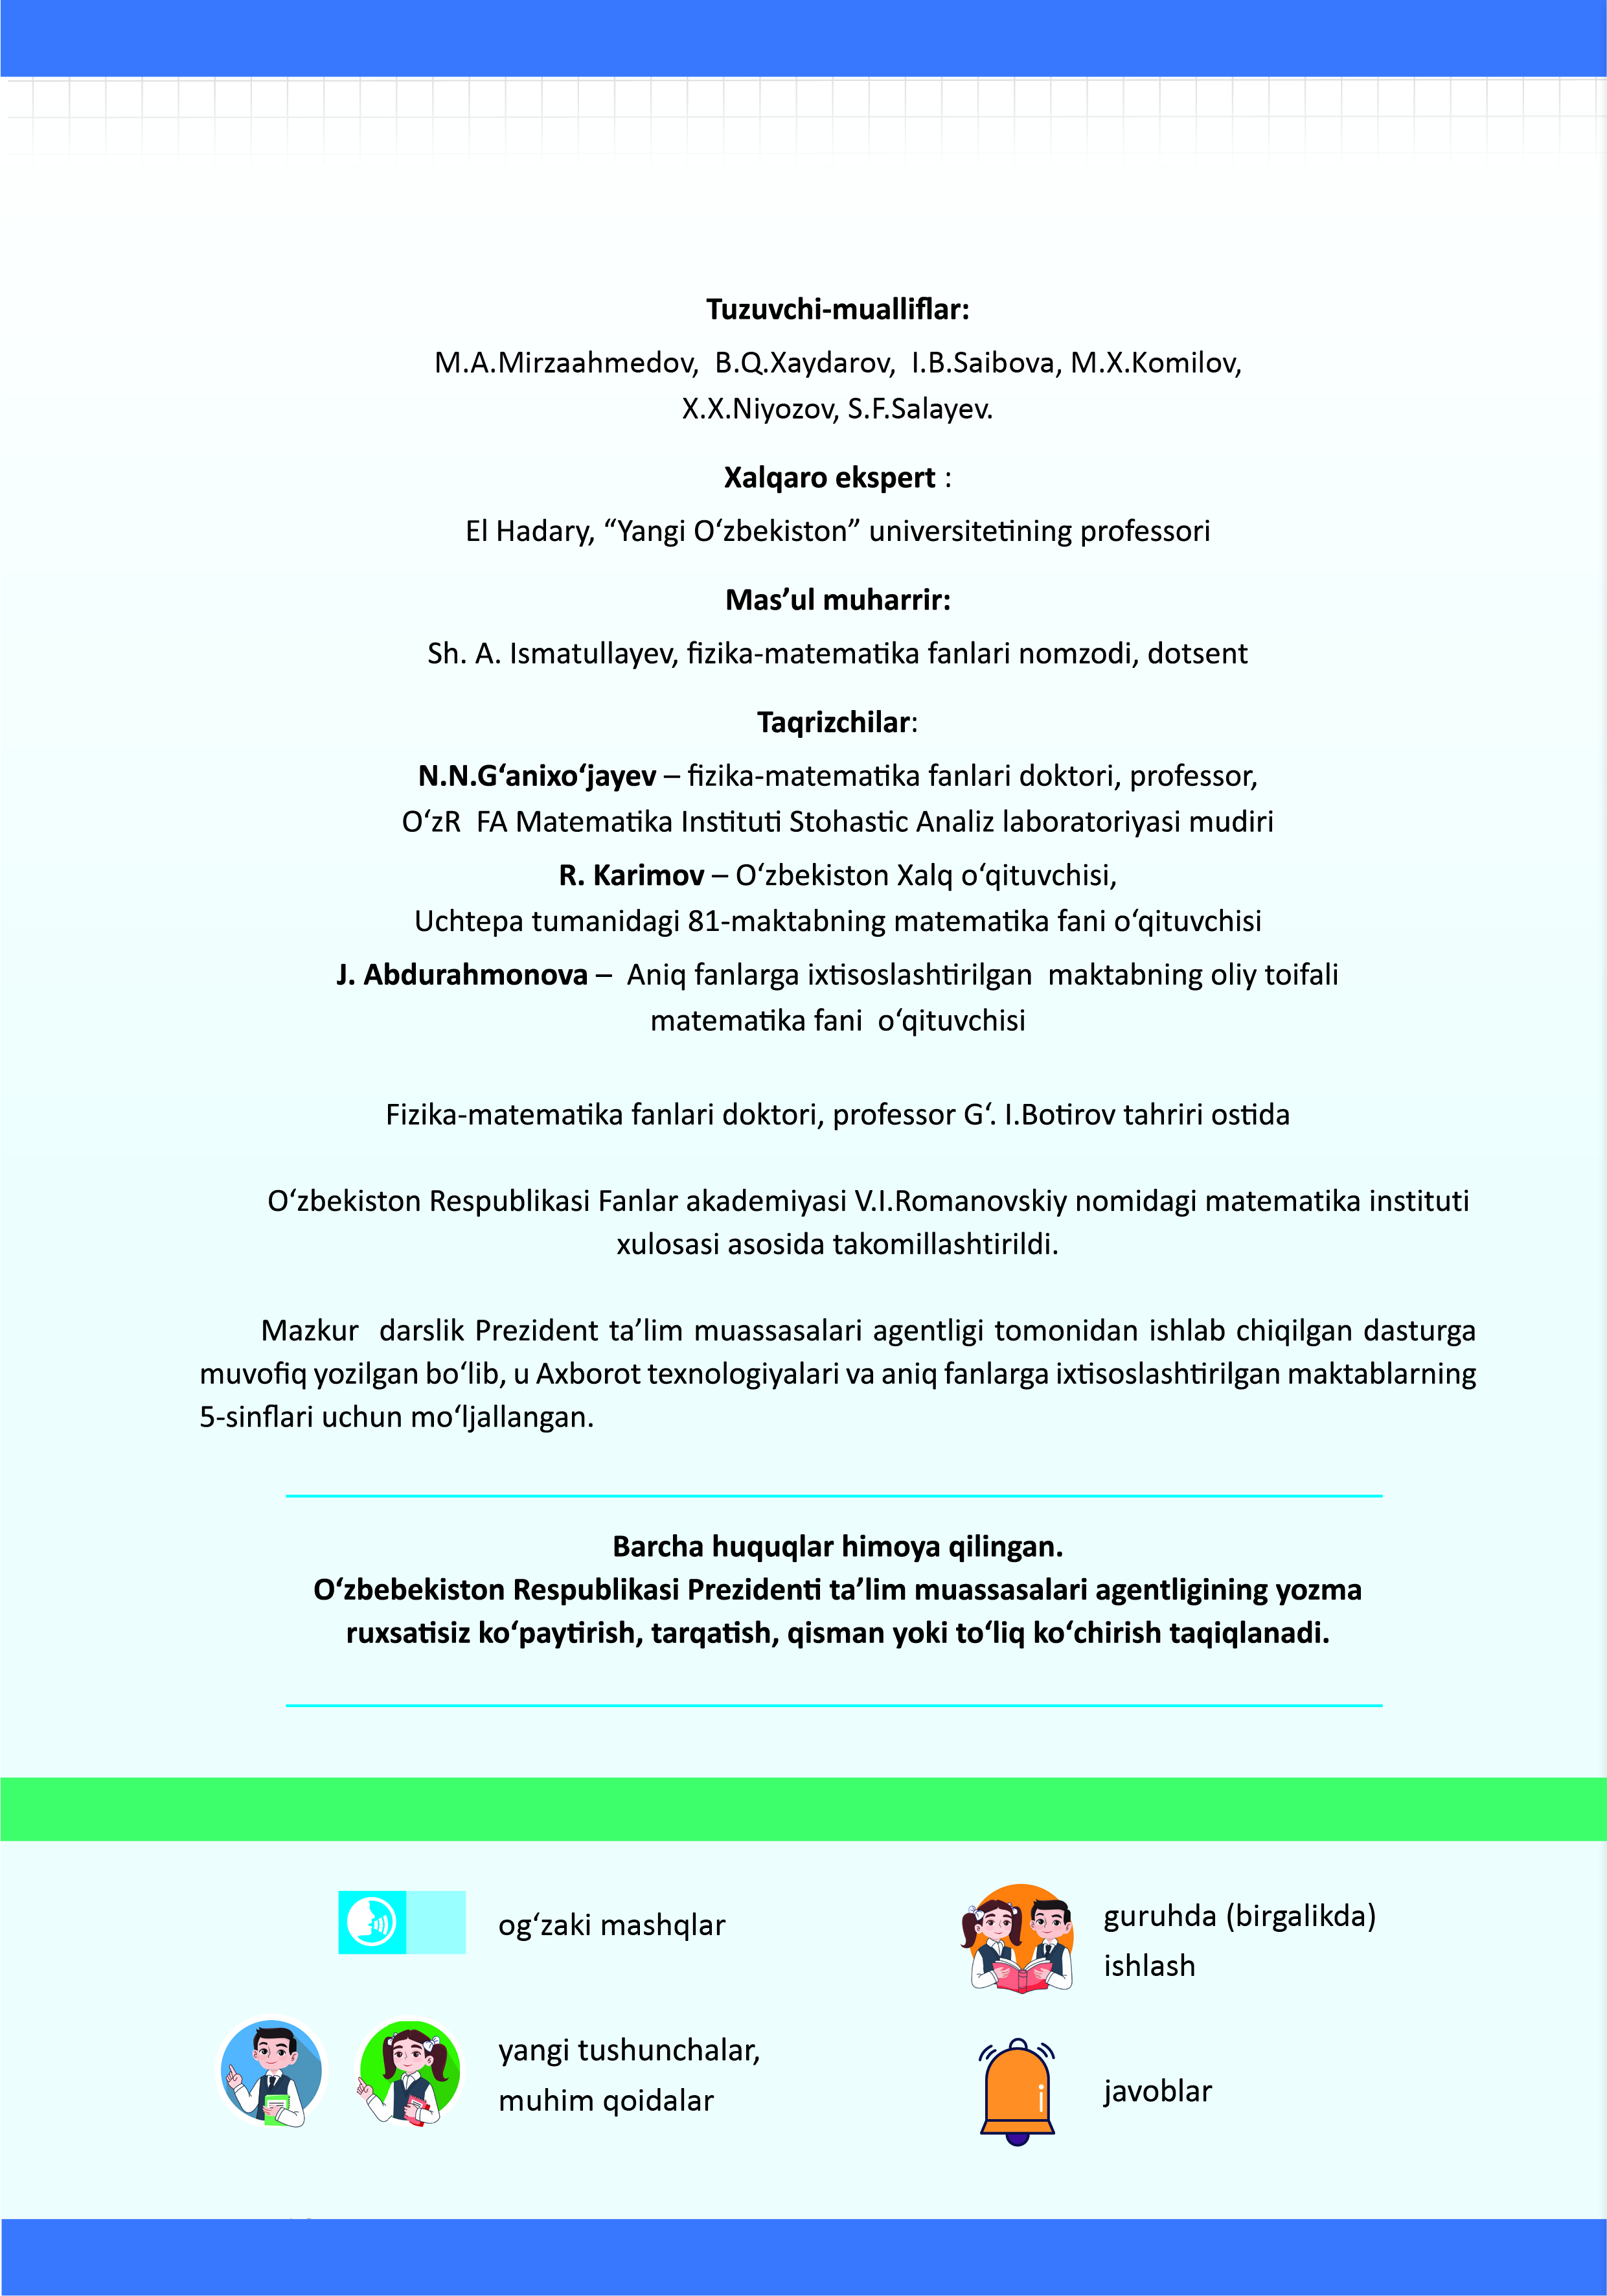 Tuzuvchi-mualliflar:
M.A.Mirzaahmedov, B.Q.Xaydarov, I.B.Saibova, M.X.Komilov,
X.X.Niyozov, S.F.Salayev.
Xalqaro ekspert :
El Hadary, “Yangi O‘zbekiston” universitetining professori
Mas’ul muharrir:
Sh. A. Ismatullayev, fizika-matematika fanlari nomzodi, dotsent
Taqrizchilar:
N.N.G‘anixo‘jayev – fizika-matematika fanlari doktori, professor,
O‘zR FA Matematika Instituti Stohastic Analiz laboratoriyasi mudiri
R. Karimov – O‘zbekiston Xalq o‘qituvchisi,
Uchtepa tumanidagi 81-maktabning matematika fani o‘qituvchisi
J. Abdurahmonova – Aniq fanlarga ixtisoslashtirilgan maktabning oliy toifali
matematika fani o‘qituvchisi
Fizika-matematika fanlari doktori, professor G‘. I.Botirov tahriri ostida
O‘zbekiston Respublikasi Fanlar akademiyasi V.I.Romanovskiy nomidagi matematika instituti
xulosasi asosida takomillashtirildi.
Mazkur darslik Prezident ta’lim muassasalari agentligi tomonidan ishlab chiqilgan dasturga
muvofiq yozilgan bo‘lib, u Axborot texnologiyalari va aniq fanlarga ixtisoslashtirilgan maktablarning
5-sinflari uchun mo‘ljallangan.
Barcha huquqlar himoya qilingan.
O‘zbebekiston Respublikasi Prezidenti ta’lim muassasalari agentligining yozma
ruxsatisiz ko‘paytirish, tarqatish, qisman yoki to‘liq ko‘chirish taqiqlanadi.
og‘zaki mashqlar
guruhda (birgalikda)
ishlash
yangi tushunchalar,
muhim qoidalar
i
javoblar